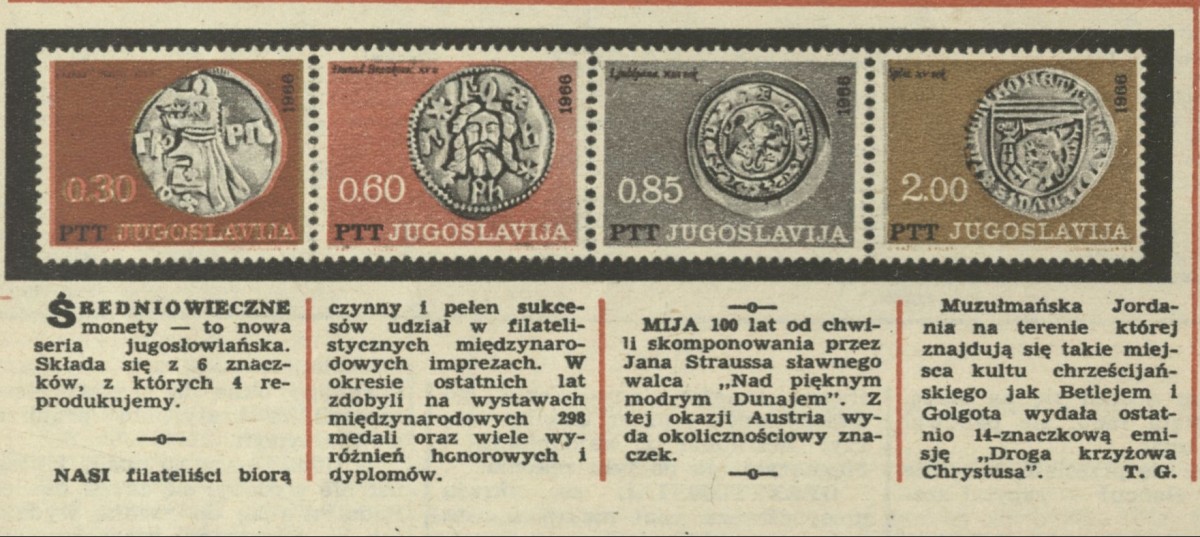 1966
ГО РП
0.30
PTT JUGOSLAVIJA
1966
0.60
PTT JUGOSLAVIJA
Ljubljana, XIII
1966
0.85
PTT JUGOSLAVIJA
Split, XV
1966
2.00
PTT JUGOSLAVIJA
ŚREDNIOWIECZNE
monety — to nowa
seria jugosłowiańska.
Składa się z 6 znacz-
ków, z których 4 re-
produkujemy.
NASI filateliści biorą
czynny i pełen sukce-
sów udział w filateli-
stycznych międzynaro-
dowych imprezach. W
okresie ostatnich lat
zdobyli na wystawach
międzynarodowych 298
medali oraz wiele wy-
różnień honorowych i
dyplomów.
MIJA 100 lat od chwi-
li skomponowania przez
Jana Straussa sławnego
walca „Nad pięknym
modrym Dunajem”. Z
tej okazji Austria wy-
da okolicznościowy zna-
czek.
Muzułmańska Jorda-
nia na terenie której
znajdują się takie miej-
sca kultu chrześcijań-
skiego jak Betlejem i
Golgota wydała ostat-
nio 14-znaczkową emi-
sję „Droga krzyżowa
Chrystusa”. T. G.